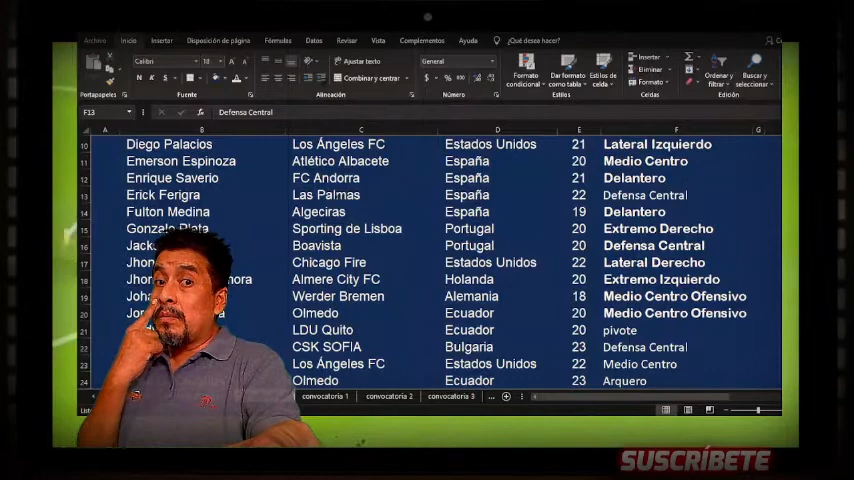 Archivo Inicio Insertar Disposición de página Fórmulas Datos Revisar Vista Complementos Ayuda ¿Qué desea hacer?
Calibri 18 Ajustar texto General Insertar
N K S Combinar y centrar $ % 000 Formato condicional Dar formato como tabla Estilos de celda Eliminar Formato Ordenar y filtrar Buscar y seleccionar
Portapapeles Fuente Alineación Número Estilos Celdas Edición
F13 fx Defensa Central
A B C D E F G
10 Diego Palacios Los Ángeles FC Estados Unidos 21 Lateral Izquierdo
11 Emerson Espinoza Atlético Albacete España 20 Medio Centro
12 Enrique Saverio FC Andorra España 21 Delantero
13 Erick Ferigra Las Palmas España 22 Defensa Central
14 Fulton Medina Algeciras España 19 Delantero
15 Gonzalo Plata Sporting de Lisboa Portugal 20 Extremo Derecho
16 Boavista Portugal 20 Defensa Central
17 Chicago Fire Estados Unidos 22 Lateral Derecho
18 Almere City FC Holanda 20 Extremo Izquierdo
19 Werder Bremen Alemania 18 Medio Centro Ofensivo
20 Olmedo Ecuador 20 Medio Centro Ofensivo
21 LDU Quito Ecuador 20 pivote
22 CSK SOFIA Bulgaria 23 Defensa Central
23 Los Ángeles FC Estados Unidos 22 Medio Centro
24 Olmedo Ecuador 23 Arquero
convocatoria 1 convocatoria 2 convocatoria 3 ...
SUSCRÍBETE